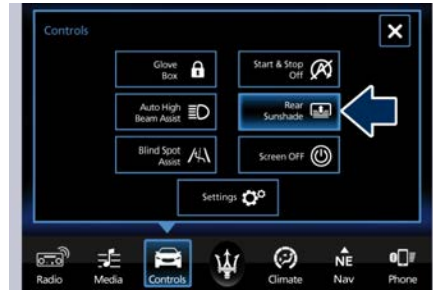 Controls
Glove
Box
Start & Stop
Off
Auto High
Beam Assist
Rear
Sunshade
Blind Spot
Assist
Screen OFF
Settings
NE
Radio
Media
Controls
Climate
Nav
Phone